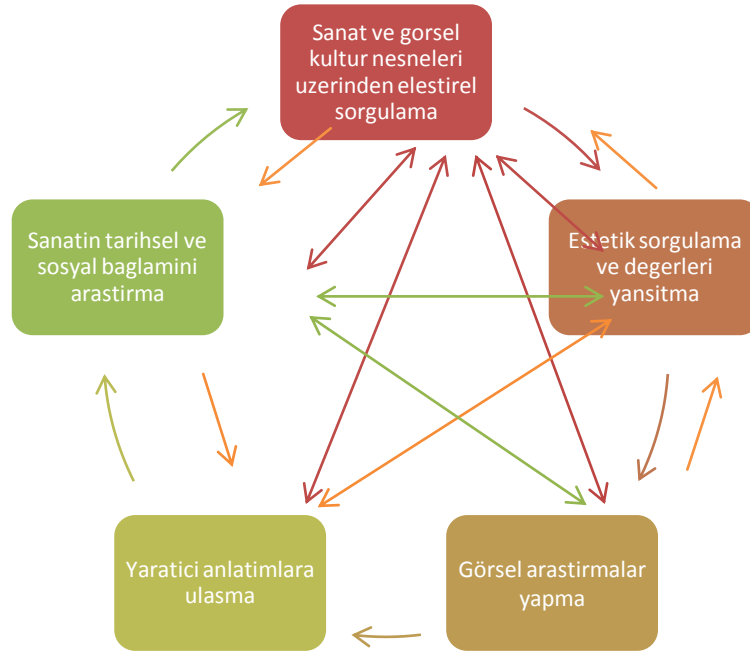 Sanat ve gorsel
kultur nesneleri
uzerinden elestirel
sorgulama
Sanatin tarihsel ve
sosyal baglamini
arastirma
Estetik sorgulama
ve degerleri
yansitma
Yaratici anlatimlara
ulasma
Görsel arastirmalar
yapma